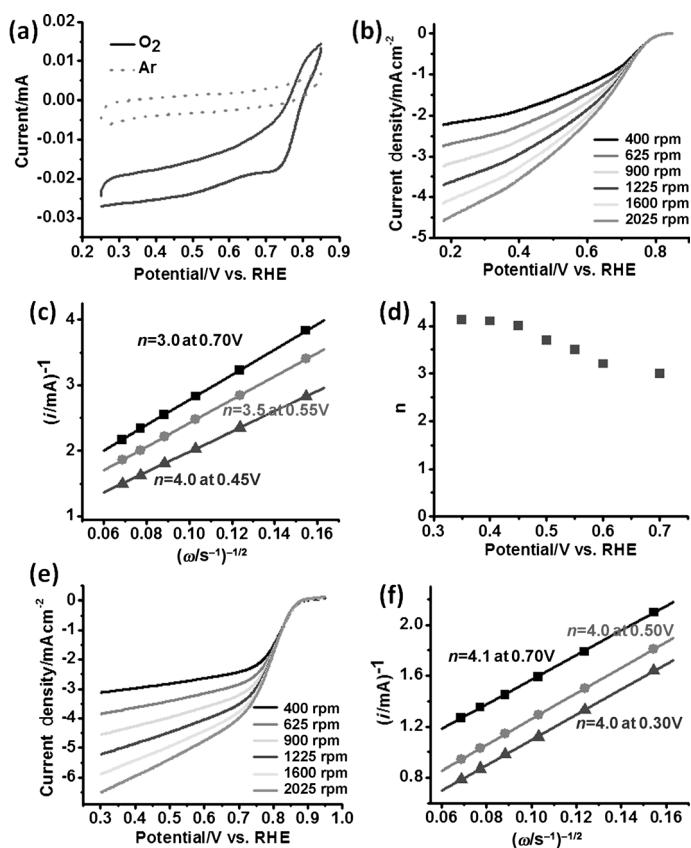 (a)
0.02
0.01
0.00
-0.01
-0.02
-0.03
Current/mA
O2
Ar
0.2 0.3 0.4 0.5 0.6 0.7 0.8 0.9
Potential/V vs. RHE
(b)
0
-1
-2
-3
-4
-5
Current density/mAcm⁻²
400 rpm
625 rpm
900 rpm
1225 rpm
1600 rpm
2025 rpm
0.2 0.4 0.6 0.8
Potential/V vs. RHE
(c)
4
3
2
1
(i/mA)⁻¹
n=3.0 at 0.70V
n=3.5 at 0.55V
n=4.0 at 0.45V
0.06 0.08 0.10 0.12 0.14 0.16
(ω/s⁻¹)⁻¹/²
(d)
5
4
3
2
1
0
n
0.3 0.4 0.5 0.6 0.7
Potential/V vs. RHE
(e)
0
-1
-2
-3
-4
-5
-6
Current density/mAcm⁻²
400 rpm
625 rpm
900 rpm
1225 rpm
1600 rpm
2025 rpm
0.3 0.4 0.5 0.6 0.7 0.8 0.9 1.0
Potential/V vs. RHE
(f)
2.0
1.6
1.2
0.8
(i/mA)⁻¹
n=4.0 at 0.50V
n=4.1 at 0.70V
n=4.0 at 0.30V
0.06 0.08 0.10 0.12 0.14 0.16
(ω/s⁻¹)⁻¹/²